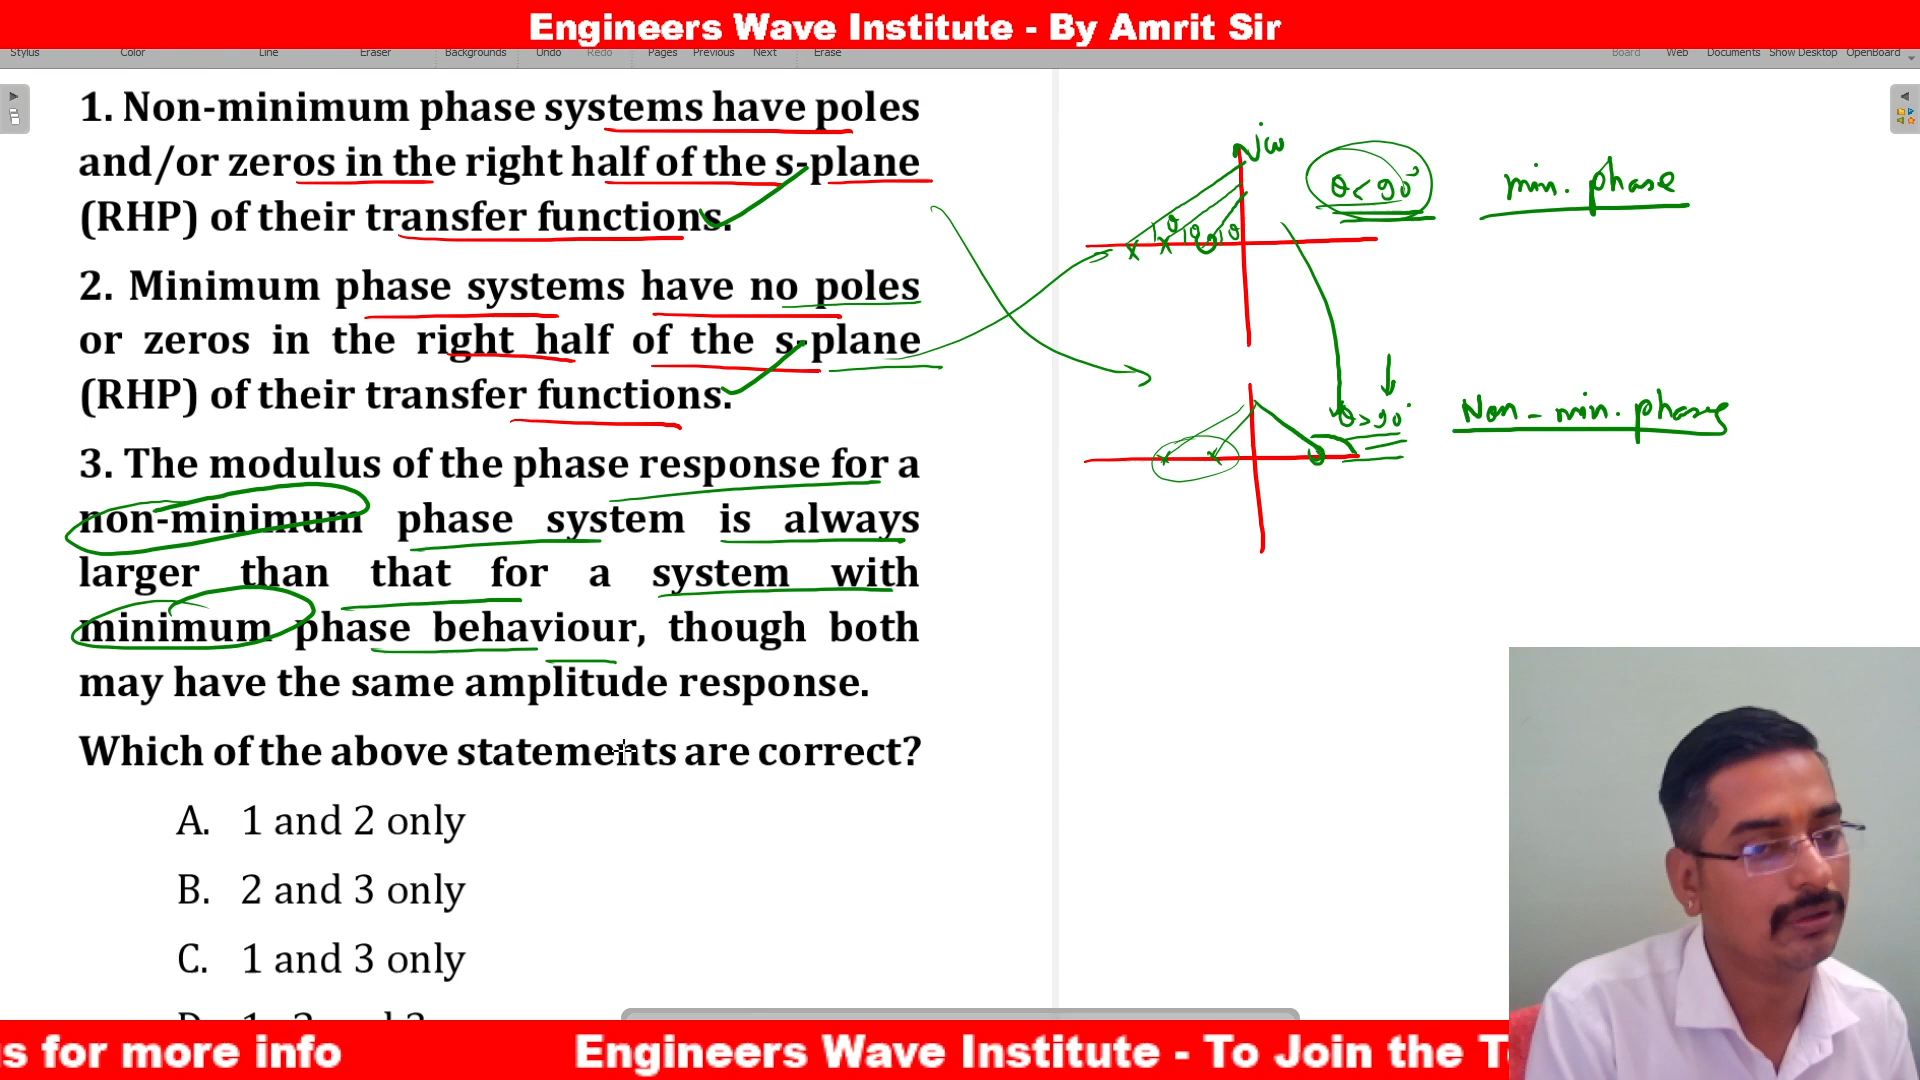 Engineers Wave Institute - By Amrit Sir
Stylus Color Line Eraser Backgrounds Undo Redo Pages Previous Next Erase Board Web Documents Show Desktop OpenBoard
1. Non-minimum phase systems have poles
and/or zeros in the right half of the s-plane
(RHP) of their transfer functions.
2. Minimum phase systems have no poles
or zeros in the right half of the s-plane
(RHP) of their transfer functions.
3. The modulus of the phase response for a
non-minimum phase system is always
larger than that for a system with
minimum phase behaviour, though both
may have the same amplitude response.
Which of the above statements are correct?
A. 1 and 2 only
B. 2 and 3 only
C. 1 and 3 only
jω
θ < 90°
min. phase
θ θ θ
θ > 90°
Non - min. phase
s for more info Engineers Wave Institute - To Join the T